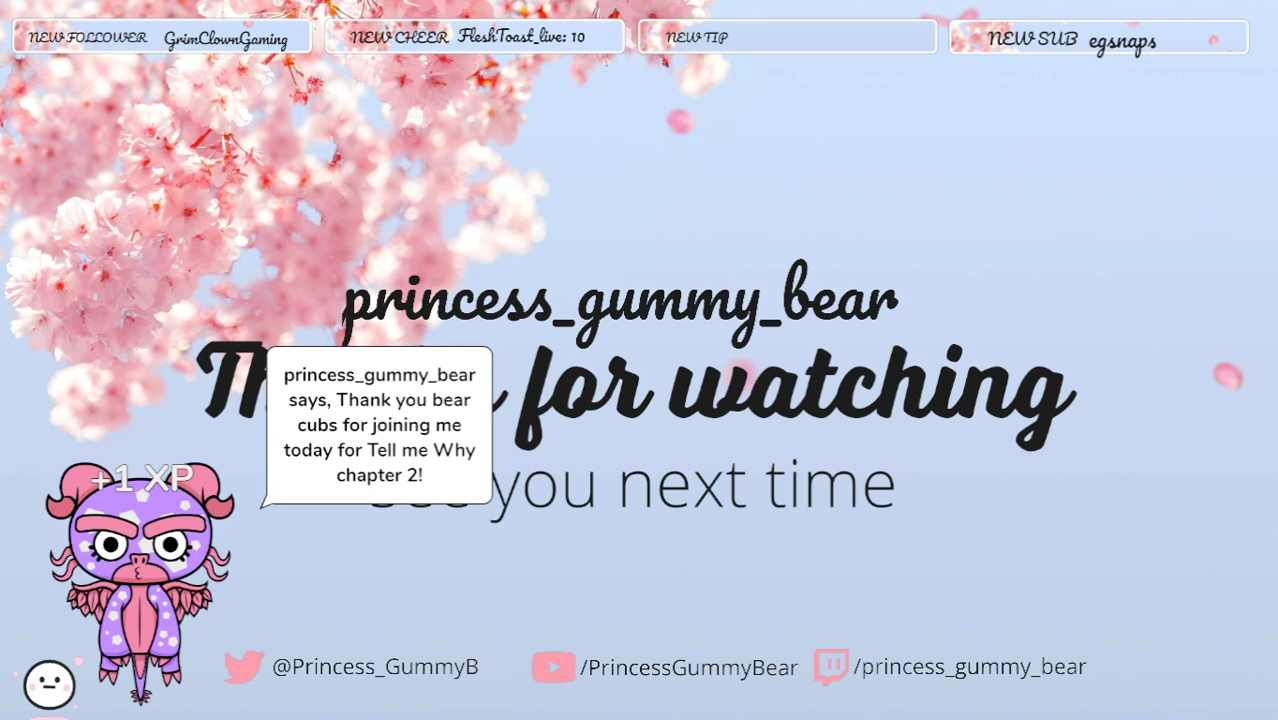 NEW FOLLOWER GrimClownGaming
NEW CHEER FleshToast_live: 10
NEW TIP
NEW SUB egsnaps
princess_gummy_bear
for watching
princess_gummy_bear
says, Thank you bear
cubs for joining me
today for Tell me Why
chapter 2!
you next time
+1 XP
@Princess_GummyB
/PrincessGummyBear
/princess_gummy_bear